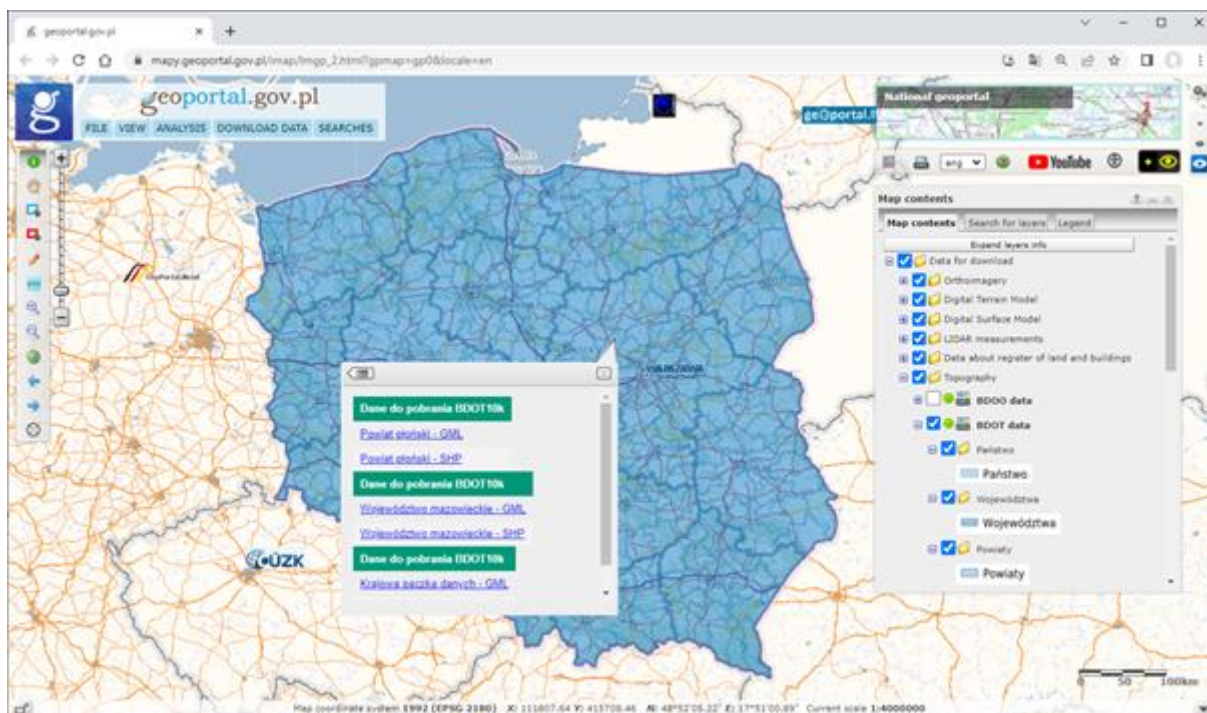 geoportal.gov.pl
mapy.geoportal.gov.pl/imap/Imgp_2.html?gpmap=gp0&locale=en
geoportal.gov.pl
FILE VIEW ANALYSIS DOWNLOAD DATA SEARCHES
National geoportal
eng
YouTube
Map contents
Map contents Search for layers Legend
Expand layers info
Data for download
Orthoimagery
Digital Terrain Model
Digital Surface Model
LIDAR measurements
Data about register of land and buildings
Topography
BDOO data
BDOT data
Państwo
Państwo
Województwa
Województwa
Powiaty
Powiaty
WARSZAWA
Dane do pobrania BDOT10k
Powiat płoński - GML
Powiat płoński - SHP
Dane do pobrania BDOT10k
Województwo mazowieckie - GML
Województwo mazowieckie - SHP
Dane do pobrania BDOT10k
Krajowa paczka danych - GML
ČÚZK
0 50 100km
Map coordinate system 1992 (EPSG 2180) X: 111807.64 Y: 415708.46 N: 48°52'05.22" E: 17°51'00.89" Current scale 1:4000000